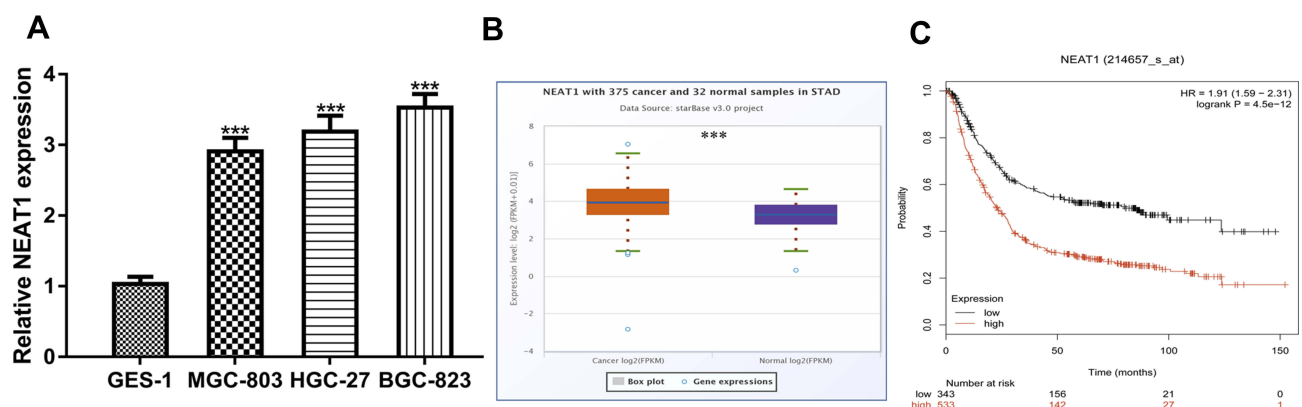 A
Relative NEAT1 expression
4
3
2
1
0
***
***
***
GES-1 MGC-803 HGC-27 BGC-823
B
NEAT1 with 375 cancer and 32 normal samples in STAD
Data Source: starBase v3.0 project
***
Expression level: log2 (FPKM+0.01)]
8
6
4
2
0
−2
−4
Cancer log2(FPKM) Normal log2(FPKM)
Box plot Gene expressions
C
NEAT1 (214657_s_at)
HR = 1.91 (1.59 − 2.31)
logrank P = 4.5e−12
Probability
1.0
0.8
0.6
0.4
0.2
0.0
Expression
low
high
0 50 100 150
Time (months)
Number at risk
low 343 156 21 0
high 533 142 27 1